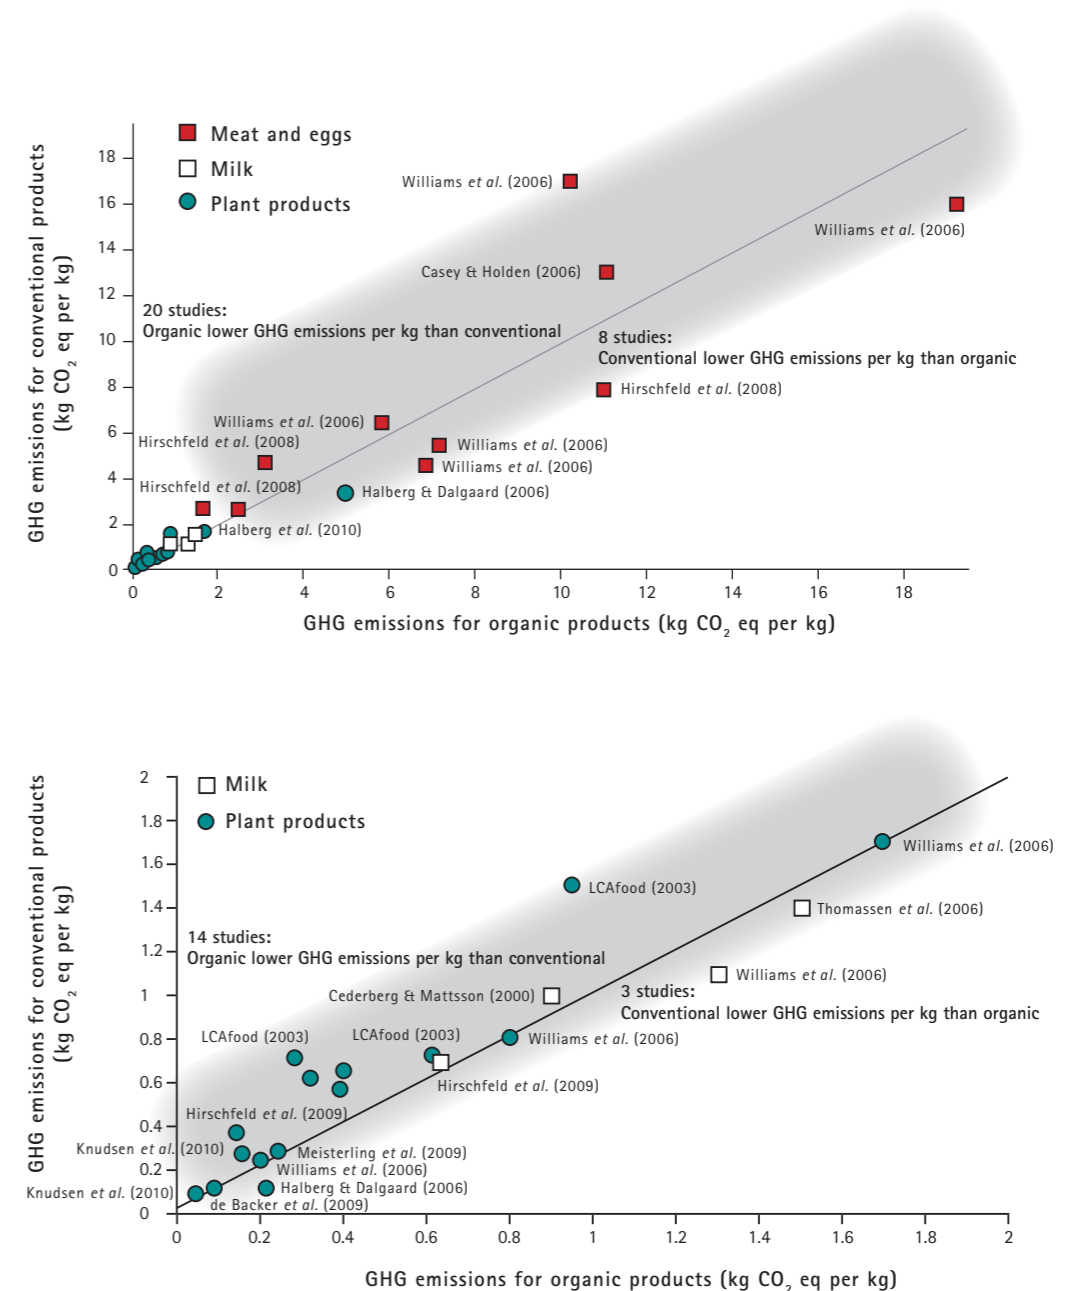 Meat and eggs
Milk
Plant products
GHG emissions for conventional products
(kg CO₂ eq per kg)
18
16
14
12
10
8
6
4
2
0
Williams et al. (2006)
Williams et al. (2006)
Casey & Holden (2006)
20 studies:
Organic lower GHG emissions per kg than conventional
8 studies:
Conventional lower GHG emissions per kg than organic
Hirschfeld et al. (2008)
Williams et al. (2006)
Hirschfeld et al. (2008)
Williams et al. (2006)
Williams et al. (2006)
Hirschfeld et al. (2008)
Halberg & Dalgaard (2006)
Halberg et al. (2010)
0 2 4 6 8 10 12 14 16 18
GHG emissions for organic products (kg CO₂ eq per kg)
Milk
Plant products
GHG emissions for conventional products
(kg CO₂ eq per kg)
2
1.8
1.6
1.4
1.2
1
0.8
0.6
0.4
0.2
0
Williams et al. (2006)
LCAfood (2003)
Thomassen et al. (2006)
14 studies:
Organic lower GHG emissions per kg than conventional
Williams et al. (2006)
3 studies:
Conventional lower GHG emissions per kg than organic
Cederberg & Mattsson (2000)
LCAfood (2003)
LCAfood (2003)
Williams et al. (2006)
Hirschfeld et al. (2009)
Hirschfeld et al. (2009)
Knudsen et al. (2010)
Meisterling et al. (2009)
Williams et al. (2006)
Halberg & Dalgaard (2006)
Knudsen et al. (2010)
de Backer et al. (2009)
0 0.2 0.4 0.6 0.8 1 1.2 1.4 1.6 1.8 2
GHG emissions for organic products (kg CO₂ eq per kg)